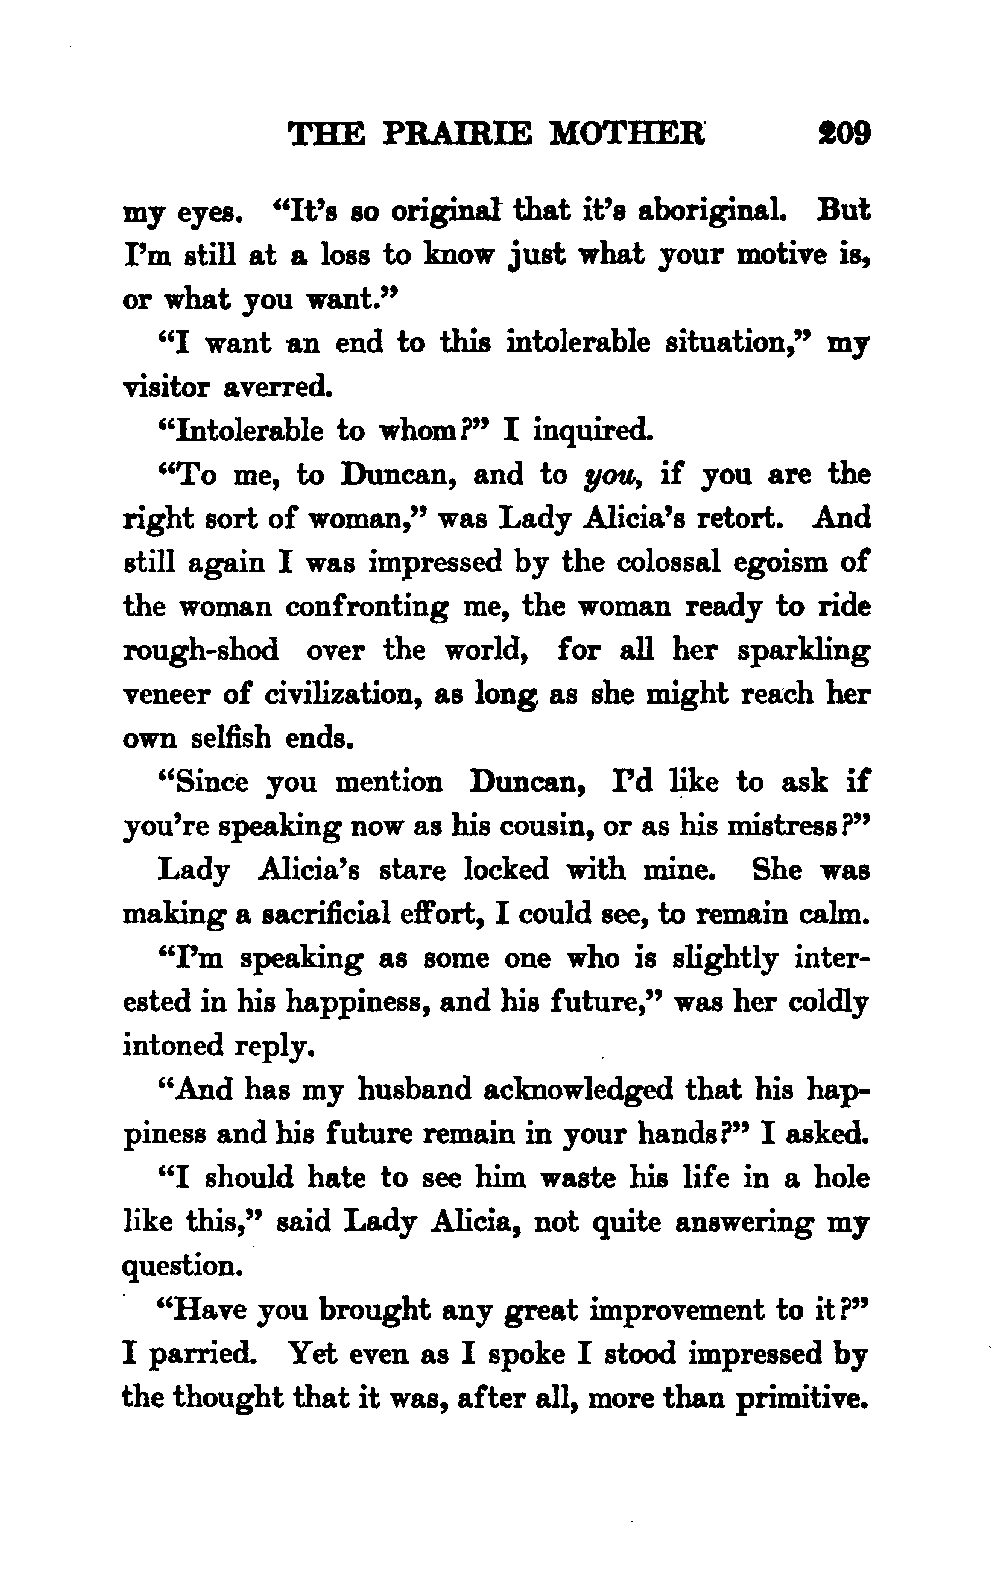 THE PRAIRIE MOTHER 209
my eyes. “It’s so original that it’s aboriginal. But
I’m still at a loss to know just what your motive is,
or what you want.”
“I want an end to this intolerable situation,” my
visitor averred.
“Intolerable to whom?” I inquired.
“To me, to Duncan, and to you, if you are the
right sort of woman,” was Lady Alicia’s retort. And
still again I was impressed by the colossal egoism of
the woman confronting me, the woman ready to ride
rough-shod over the world, for all her sparkling
veneer of civilization, as long as she might reach her
own selfish ends.
“Since you mention Duncan, I’d like to ask if
you’re speaking now as his cousin, or as his mistress?”
Lady Alicia’s stare locked with mine. She was
making a sacrificial effort, I could see, to remain calm.
“I’m speaking as some one who is slightly inter-
ested in his happiness, and his future,” was her coldly
intoned reply.
“And has my husband acknowledged that his hap-
piness and his future remain in your hands?” I asked.
“I should hate to see him waste his life in a hole
like this,” said Lady Alicia, not quite answering my
question.
“Have you brought any great improvement to it?”
I parried. Yet even as I spoke I stood impressed by
the thought that it was, after all, more than primitive.